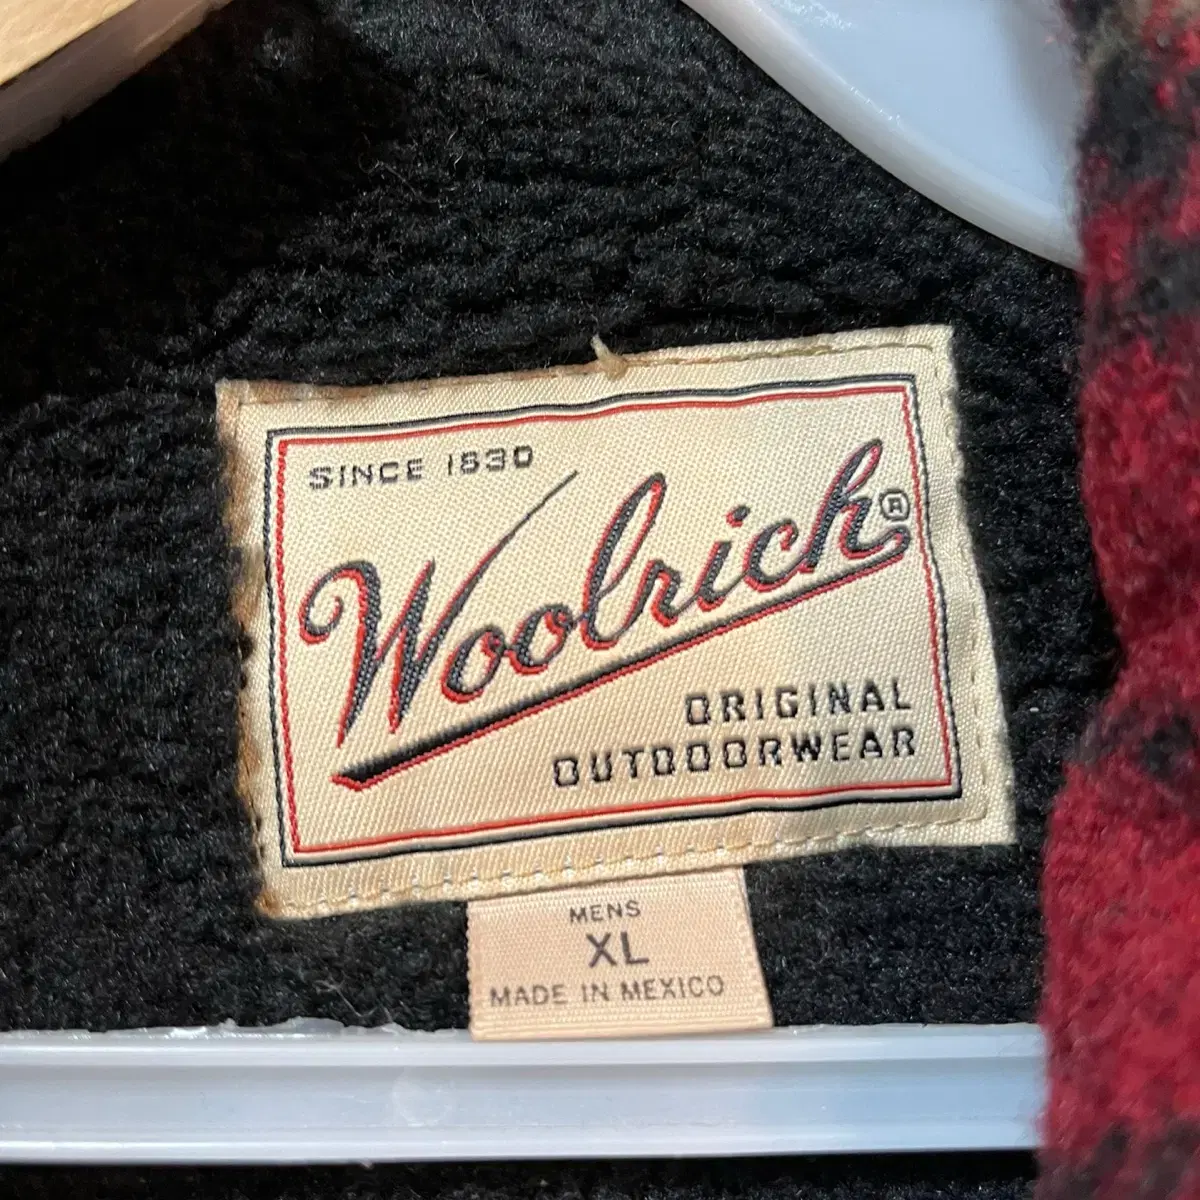 SINCE 1830
Woolrich®
ORIGINAL
OUTDOORWEAR
MENS
XL
MADE IN MEXICO